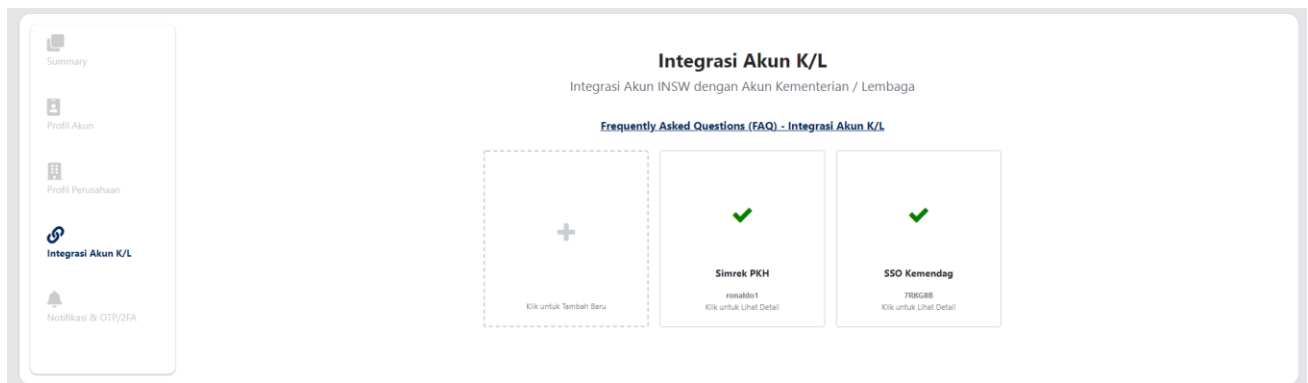 Summary
Profil Akun
Profil Perusahaan
Integrasi Akun K/L
Notifikasi & OTP/2FA
Integrasi Akun K/L
Integrasi Akun INSW dengan Akun Kementerian / Lembaga
Frequently Asked Questions (FAQ) - Integrasi Akun K/L
Klik untuk Tambah Baru
Simrek PKH
ronaldo1
Klik untuk Lihat Detail
SSO Kemendag
7RKG8B
Klik untuk Lihat Detail